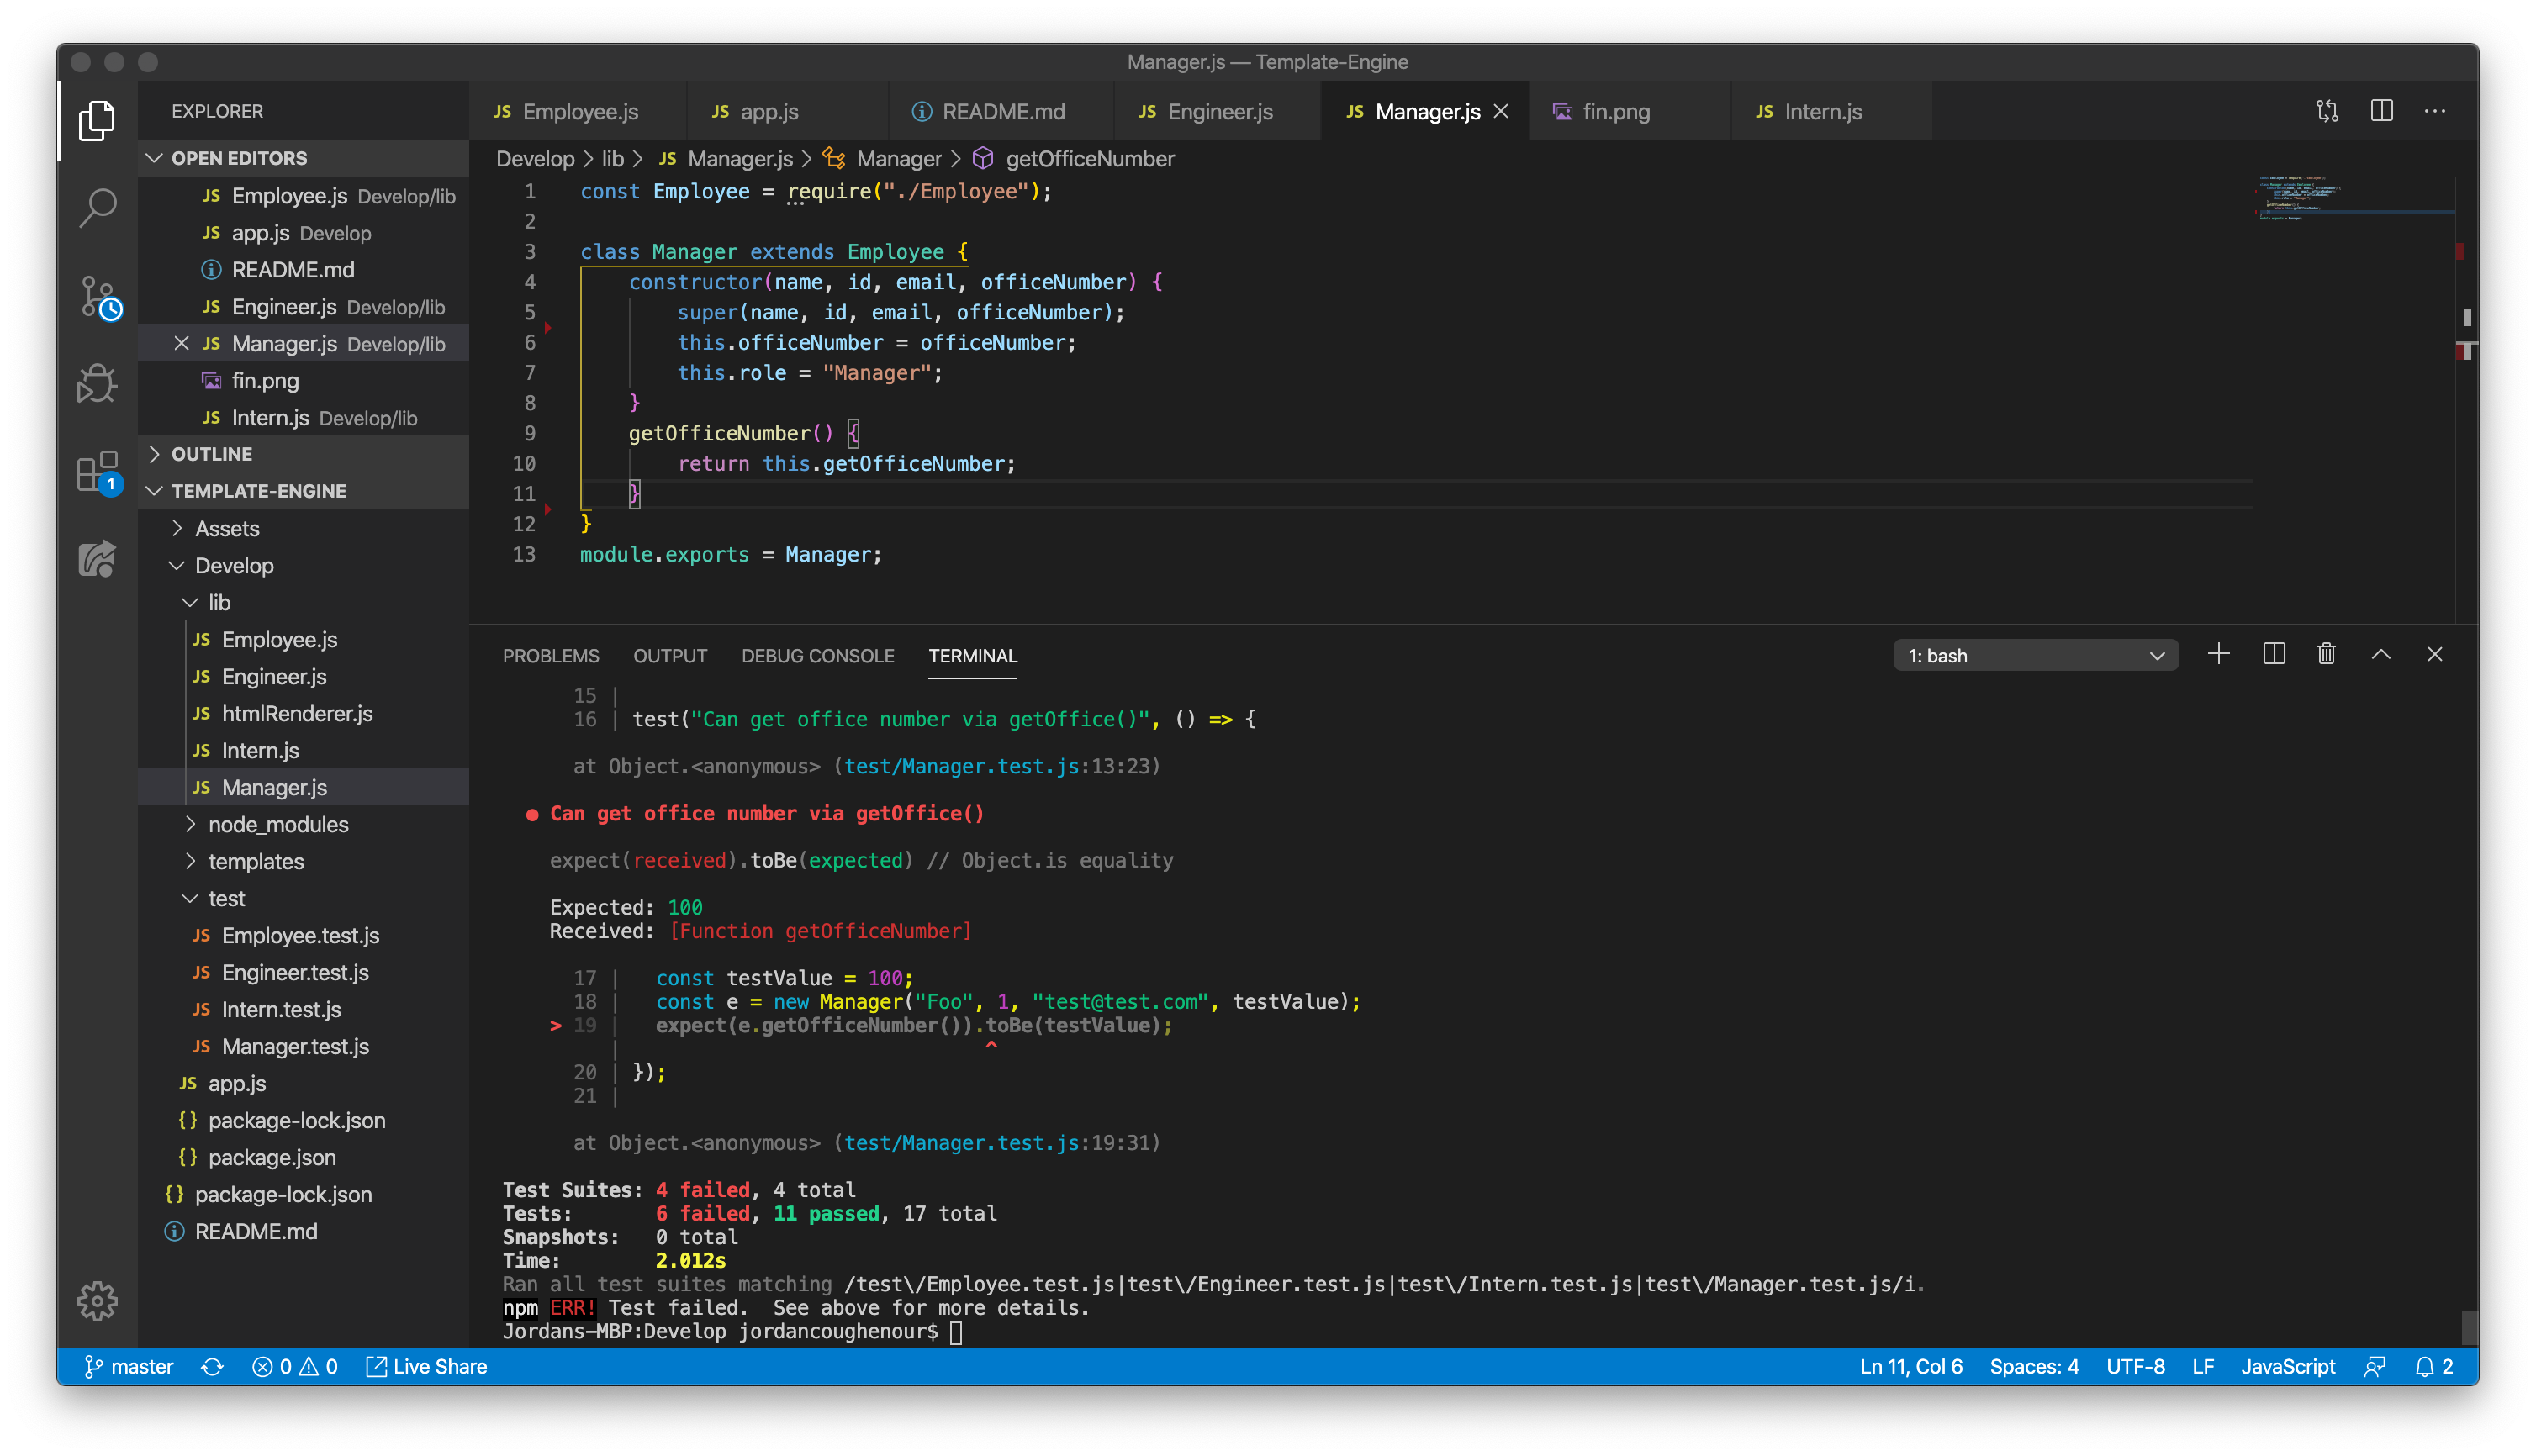 Manager.js — Template-Engine
EXPLORER
OPEN EDITORS
JS Employee.js Develop/lib
JS app.js Develop
README.md
JS Engineer.js Develop/lib
JS Manager.js Develop/lib
fin.png
JS Intern.js Develop/lib
OUTLINE
TEMPLATE-ENGINE
Assets
Develop
lib
JS Employee.js
JS Engineer.js
JS htmlRenderer.js
JS Intern.js
JS Manager.js
node_modules
templates
test
JS Employee.test.js
JS Engineer.test.js
JS Intern.test.js
JS Manager.test.js
JS app.js
{} package-lock.json
{} package.json
{} package-lock.json
README.md
1
JS Employee.js JS app.js README.md JS Engineer.js JS Manager.js fin.png JS Intern.js
Develop > lib > JS Manager.js > Manager > getOfficeNumber
1 const Employee = require("./Employee");
2
3 class Manager extends Employee {
4 constructor(name, id, email, officeNumber) {
5 super(name, id, email, officeNumber);
6 this.officeNumber = officeNumber;
7 this.role = "Manager";
8 }
9 getOfficeNumber() {
10 return this.getOfficeNumber;
11 }
12 }
13 module.exports = Manager;
PROBLEMS OUTPUT DEBUG CONSOLE TERMINAL 1: bash
15 |
16 | test("Can get office number via getOffice()", () => {
at Object.<anonymous> (test/Manager.test.js:13:23)
● Can get office number via getOffice()
expect(received).toBe(expected) // Object.is equality
Expected: 100
Received: [Function getOfficeNumber]
17 | const testValue = 100;
18 | const e = new Manager("Foo", 1, "test@test.com", testValue);
> 19 | expect(e.getOfficeNumber()).toBe(testValue);
| ^
20 | });
21 |
at Object.<anonymous> (test/Manager.test.js:19:31)
Test Suites: 4 failed, 4 total
Tests: 6 failed, 11 passed, 17 total
Snapshots: 0 total
Time: 2.012s
Ran all test suites matching /test\/Employee.test.js|test\/Engineer.test.js|test\/Intern.test.js|test\/Manager.test.js/i.
npm ERR! Test failed. See above for more details.
Jordans-MBP:Develop jordancoughenour$
master 0 0 Live Share Ln 11, Col 6 Spaces: 4 UTF-8 LF JavaScript 2